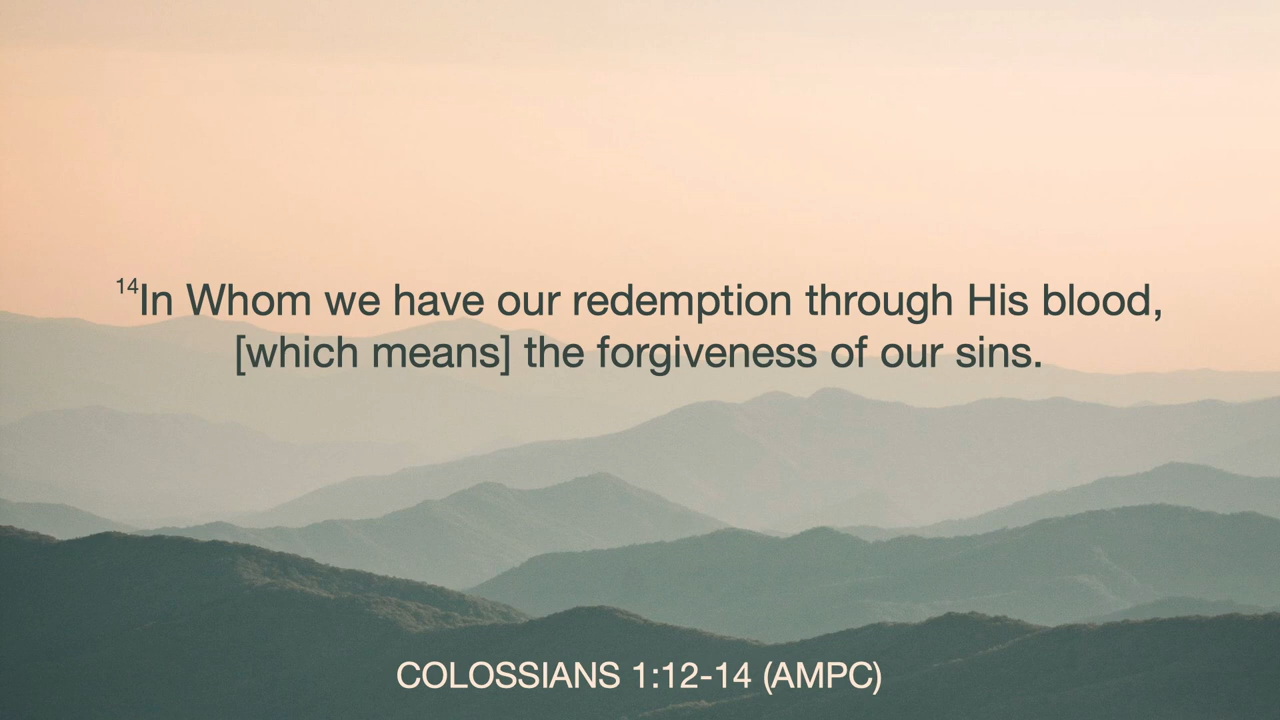 14In Whom we have our redemption through His blood,
[which means] the forgiveness of our sins.
COLOSSIANS 1:12-14 (AMPC)